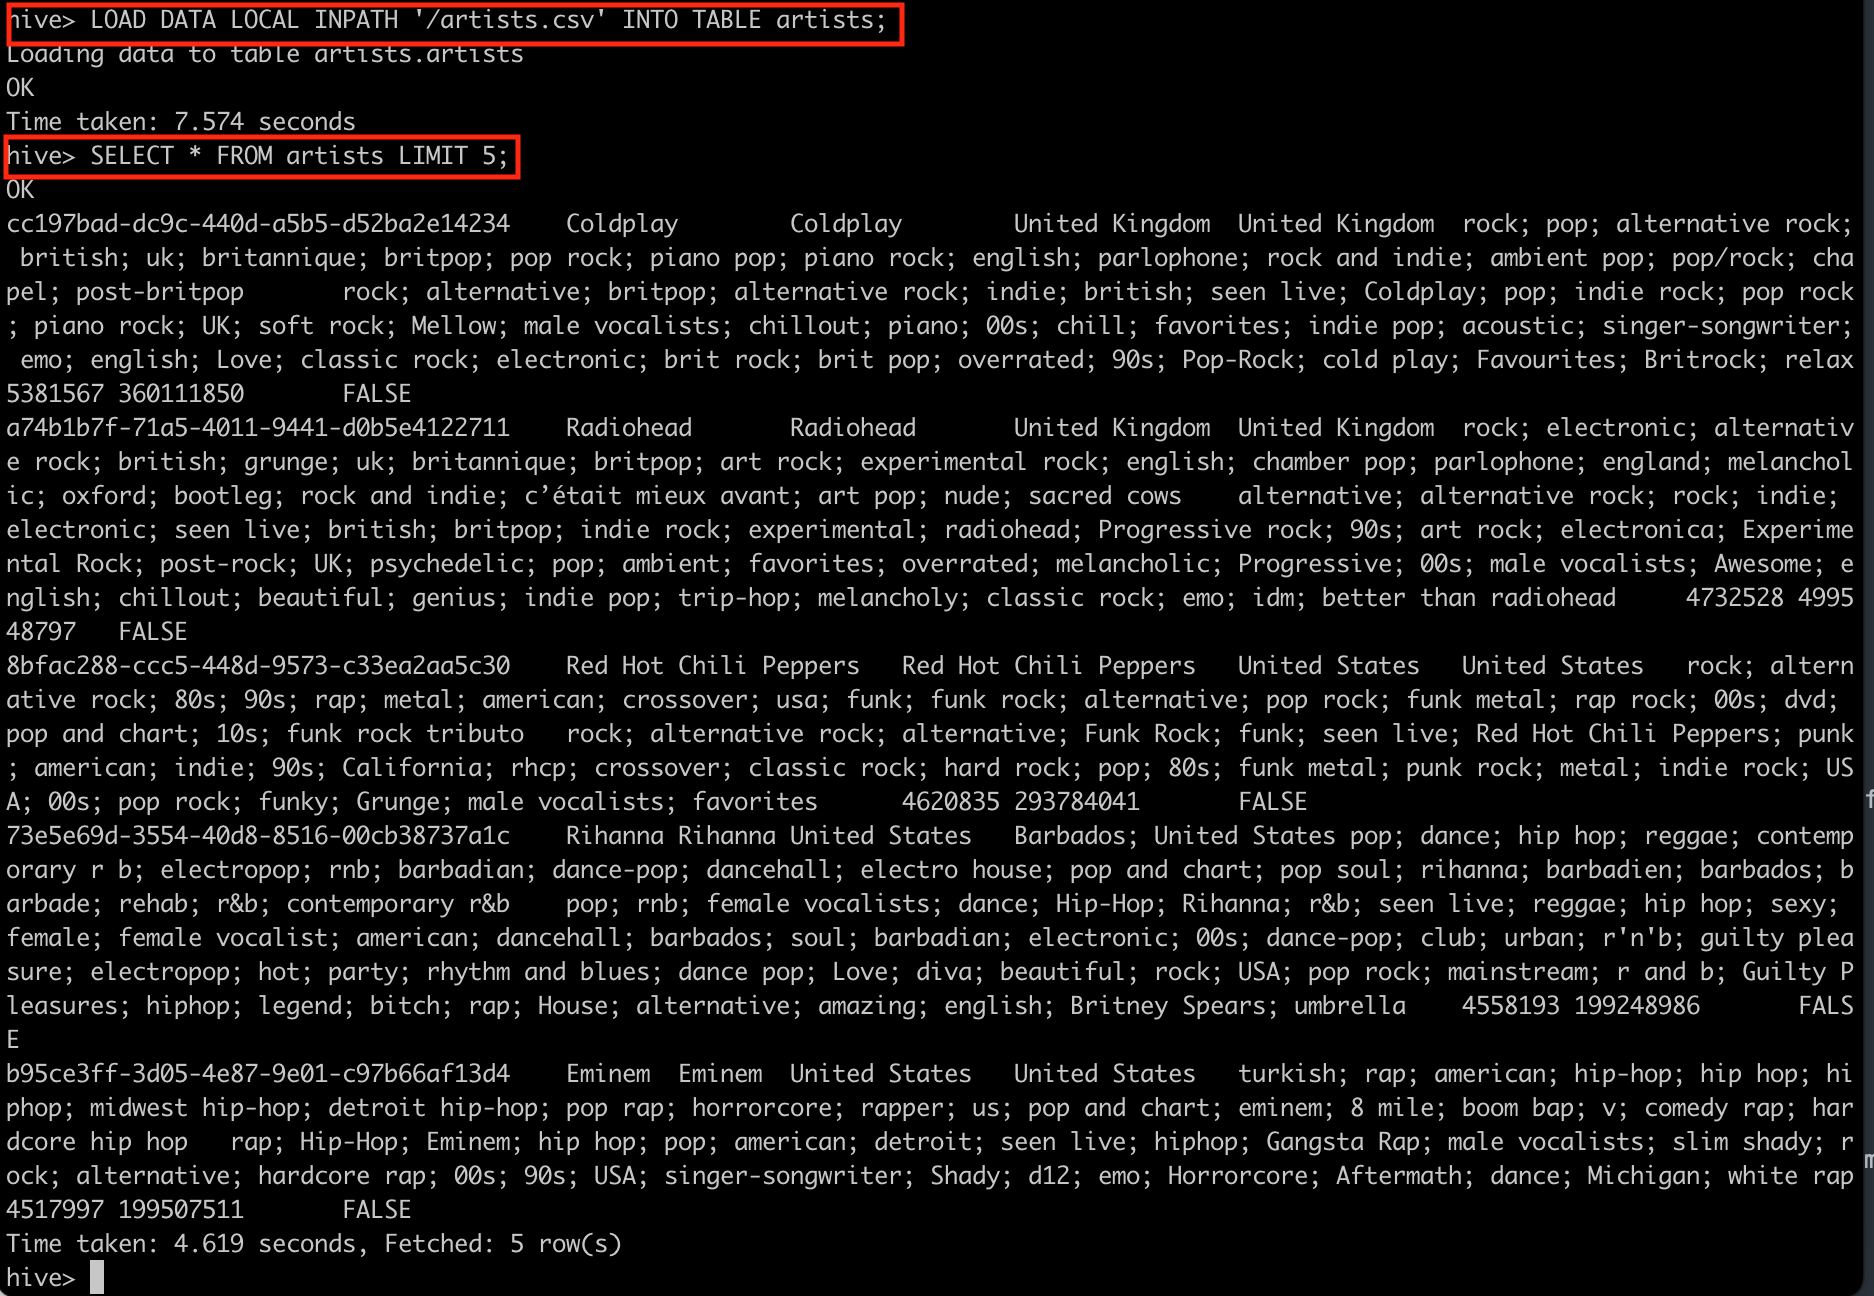 hive> LOAD DATA LOCAL INPATH '/artists.csv' INTO TABLE artists;
Loading data to table artists.artists
OK
Time taken: 7.574 seconds
hive> SELECT * FROM artists LIMIT 5;
OK
cc197bad-dc9c-440d-a5b5-d52ba2e14234    Coldplay        Coldplay        United Kingdom  United Kingdom  rock; pop; alternative rock;
 british; uk; britannique; britpop; pop rock; piano pop; piano rock; english; parlophone; rock and indie; ambient pop; pop/rock; cha
pel; post-britpop       rock; alternative; britpop; alternative rock; indie; british; seen live; Coldplay; pop; indie rock; pop rock
; piano rock; UK; soft rock; Mellow; male vocalists; chillout; piano; 00s; chill; favorites; indie pop; acoustic; singer-songwriter;
 emo; english; Love; classic rock; electronic; brit rock; brit pop; overrated; 90s; Pop-Rock; cold play; Favourites; Britrock; relax
5381567 360111850       FALSE
a74b1b7f-71a5-4011-9441-d0b5e4122711    Radiohead       Radiohead       United Kingdom  United Kingdom  rock; electronic; alternativ
e rock; british; grunge; uk; britannique; britpop; art rock; experimental rock; english; chamber pop; parlophone; england; melanchol
ic; oxford; bootleg; rock and indie; c’était mieux avant; art pop; nude; sacred cows    alternative; alternative rock; rock; indie;
electronic; seen live; british; britpop; indie rock; experimental; radiohead; Progressive rock; 90s; art rock; electronica; Experime
ntal Rock; post-rock; UK; psychedelic; pop; ambient; favorites; overrated; melancholic; Progressive; 00s; male vocalists; Awesome; e
nglish; chillout; beautiful; genius; indie pop; trip-hop; melancholy; classic rock; emo; idm; better than radiohead     4732528 4995
48797   FALSE
8bfac288-ccc5-448d-9573-c33ea2aa5c30    Red Hot Chili Peppers   Red Hot Chili Peppers   United States   United States   rock; altern
ative rock; 80s; 90s; rap; metal; american; crossover; usa; funk; funk rock; alternative; pop rock; funk metal; rap rock; 00s; dvd;
pop and chart; 10s; funk rock tributo   rock; alternative rock; alternative; Funk Rock; funk; seen live; Red Hot Chili Peppers; punk
; american; indie; 90s; California; rhcp; crossover; classic rock; hard rock; pop; 80s; funk metal; punk rock; metal; indie rock; US
A; 00s; pop rock; funky; Grunge; male vocalists; favorites      4620835 293784041       FALSE
73e5e69d-3554-40d8-8516-00cb38737a1c    Rihanna Rihanna United States   Barbados; United States pop; dance; hip hop; reggae; contemp
orary r b; electropop; rnb; barbadian; dance-pop; dancehall; electro house; pop and chart; pop soul; rihanna; barbadien; barbados; b
arbade; rehab; r&b; contemporary r&b    pop; rnb; female vocalists; dance; Hip-Hop; Rihanna; r&b; seen live; reggae; hip hop; sexy;
female; female vocalist; american; dancehall; barbados; soul; barbadian; electronic; 00s; dance-pop; club; urban; r'n'b; guilty plea
sure; electropop; hot; party; rhythm and blues; dance pop; Love; diva; beautiful; rock; USA; pop rock; mainstream; r and b; Guilty P
leasures; hiphop; legend; bitch; rap; House; alternative; amazing; english; Britney Spears; umbrella    4558193 199248986       FALS
E
b95ce3ff-3d05-4e87-9e01-c97b66af13d4    Eminem  Eminem  United States   United States   turkish; rap; american; hip-hop; hip hop; hi
phop; midwest hip-hop; detroit hip-hop; pop rap; horrorcore; rapper; us; pop and chart; eminem; 8 mile; boom bap; v; comedy rap; har
dcore hip hop   rap; Hip-Hop; Eminem; hip hop; pop; american; detroit; seen live; hiphop; Gangsta Rap; male vocalists; slim shady; r
ock; alternative; hardcore rap; 00s; 90s; USA; singer-songwriter; Shady; d12; emo; Horrorcore; Aftermath; dance; Michigan; white rap
4517997 199507511       FALSE
Time taken: 4.619 seconds, Fetched: 5 row(s)
hive>